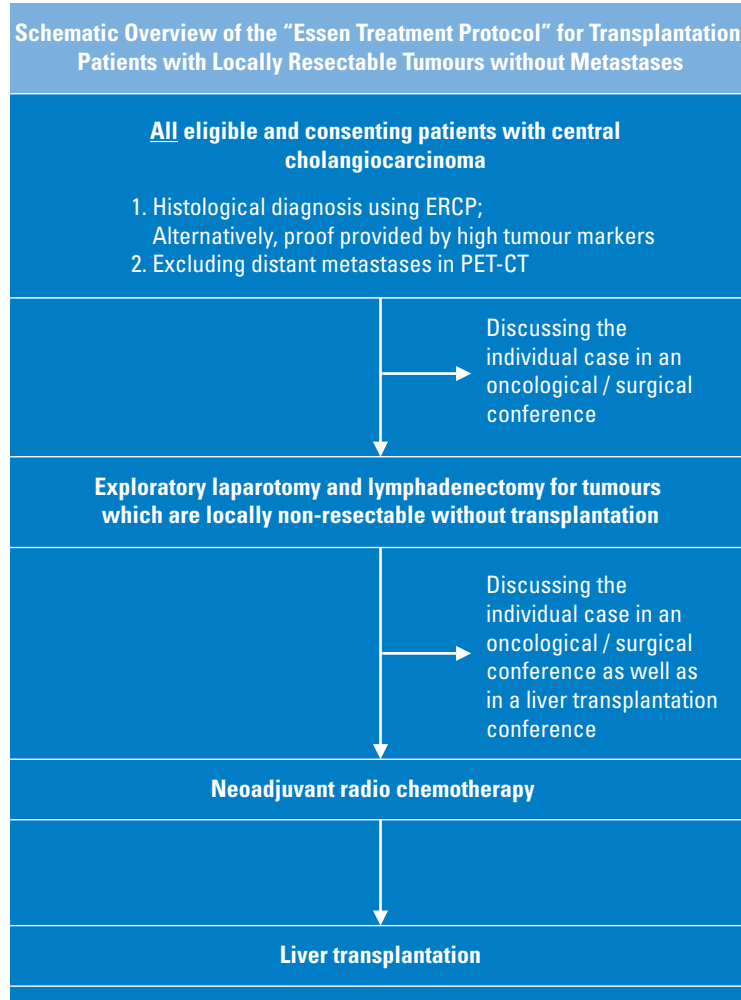 Schematic Overview of the “Essen Treatment Protocol” for Transplantation
Patients with Locally Resectable Tumours without Metastases
All eligible and consenting patients with central
cholangiocarcinoma
1. Histological diagnosis using ERCP;
Alternatively, proof provided by high tumour markers
2. Excluding distant metastases in PET-CT
Discussing the
individual case in an
oncological / surgical
conference
Exploratory laparotomy and lymphadenectomy for tumours
which are locally non-resectable without transplantation
Discussing the
individual case in an
oncological / surgical
conference as well as
in a liver transplantation
conference
Neoadjuvant radio chemotherapy
Liver transplantation